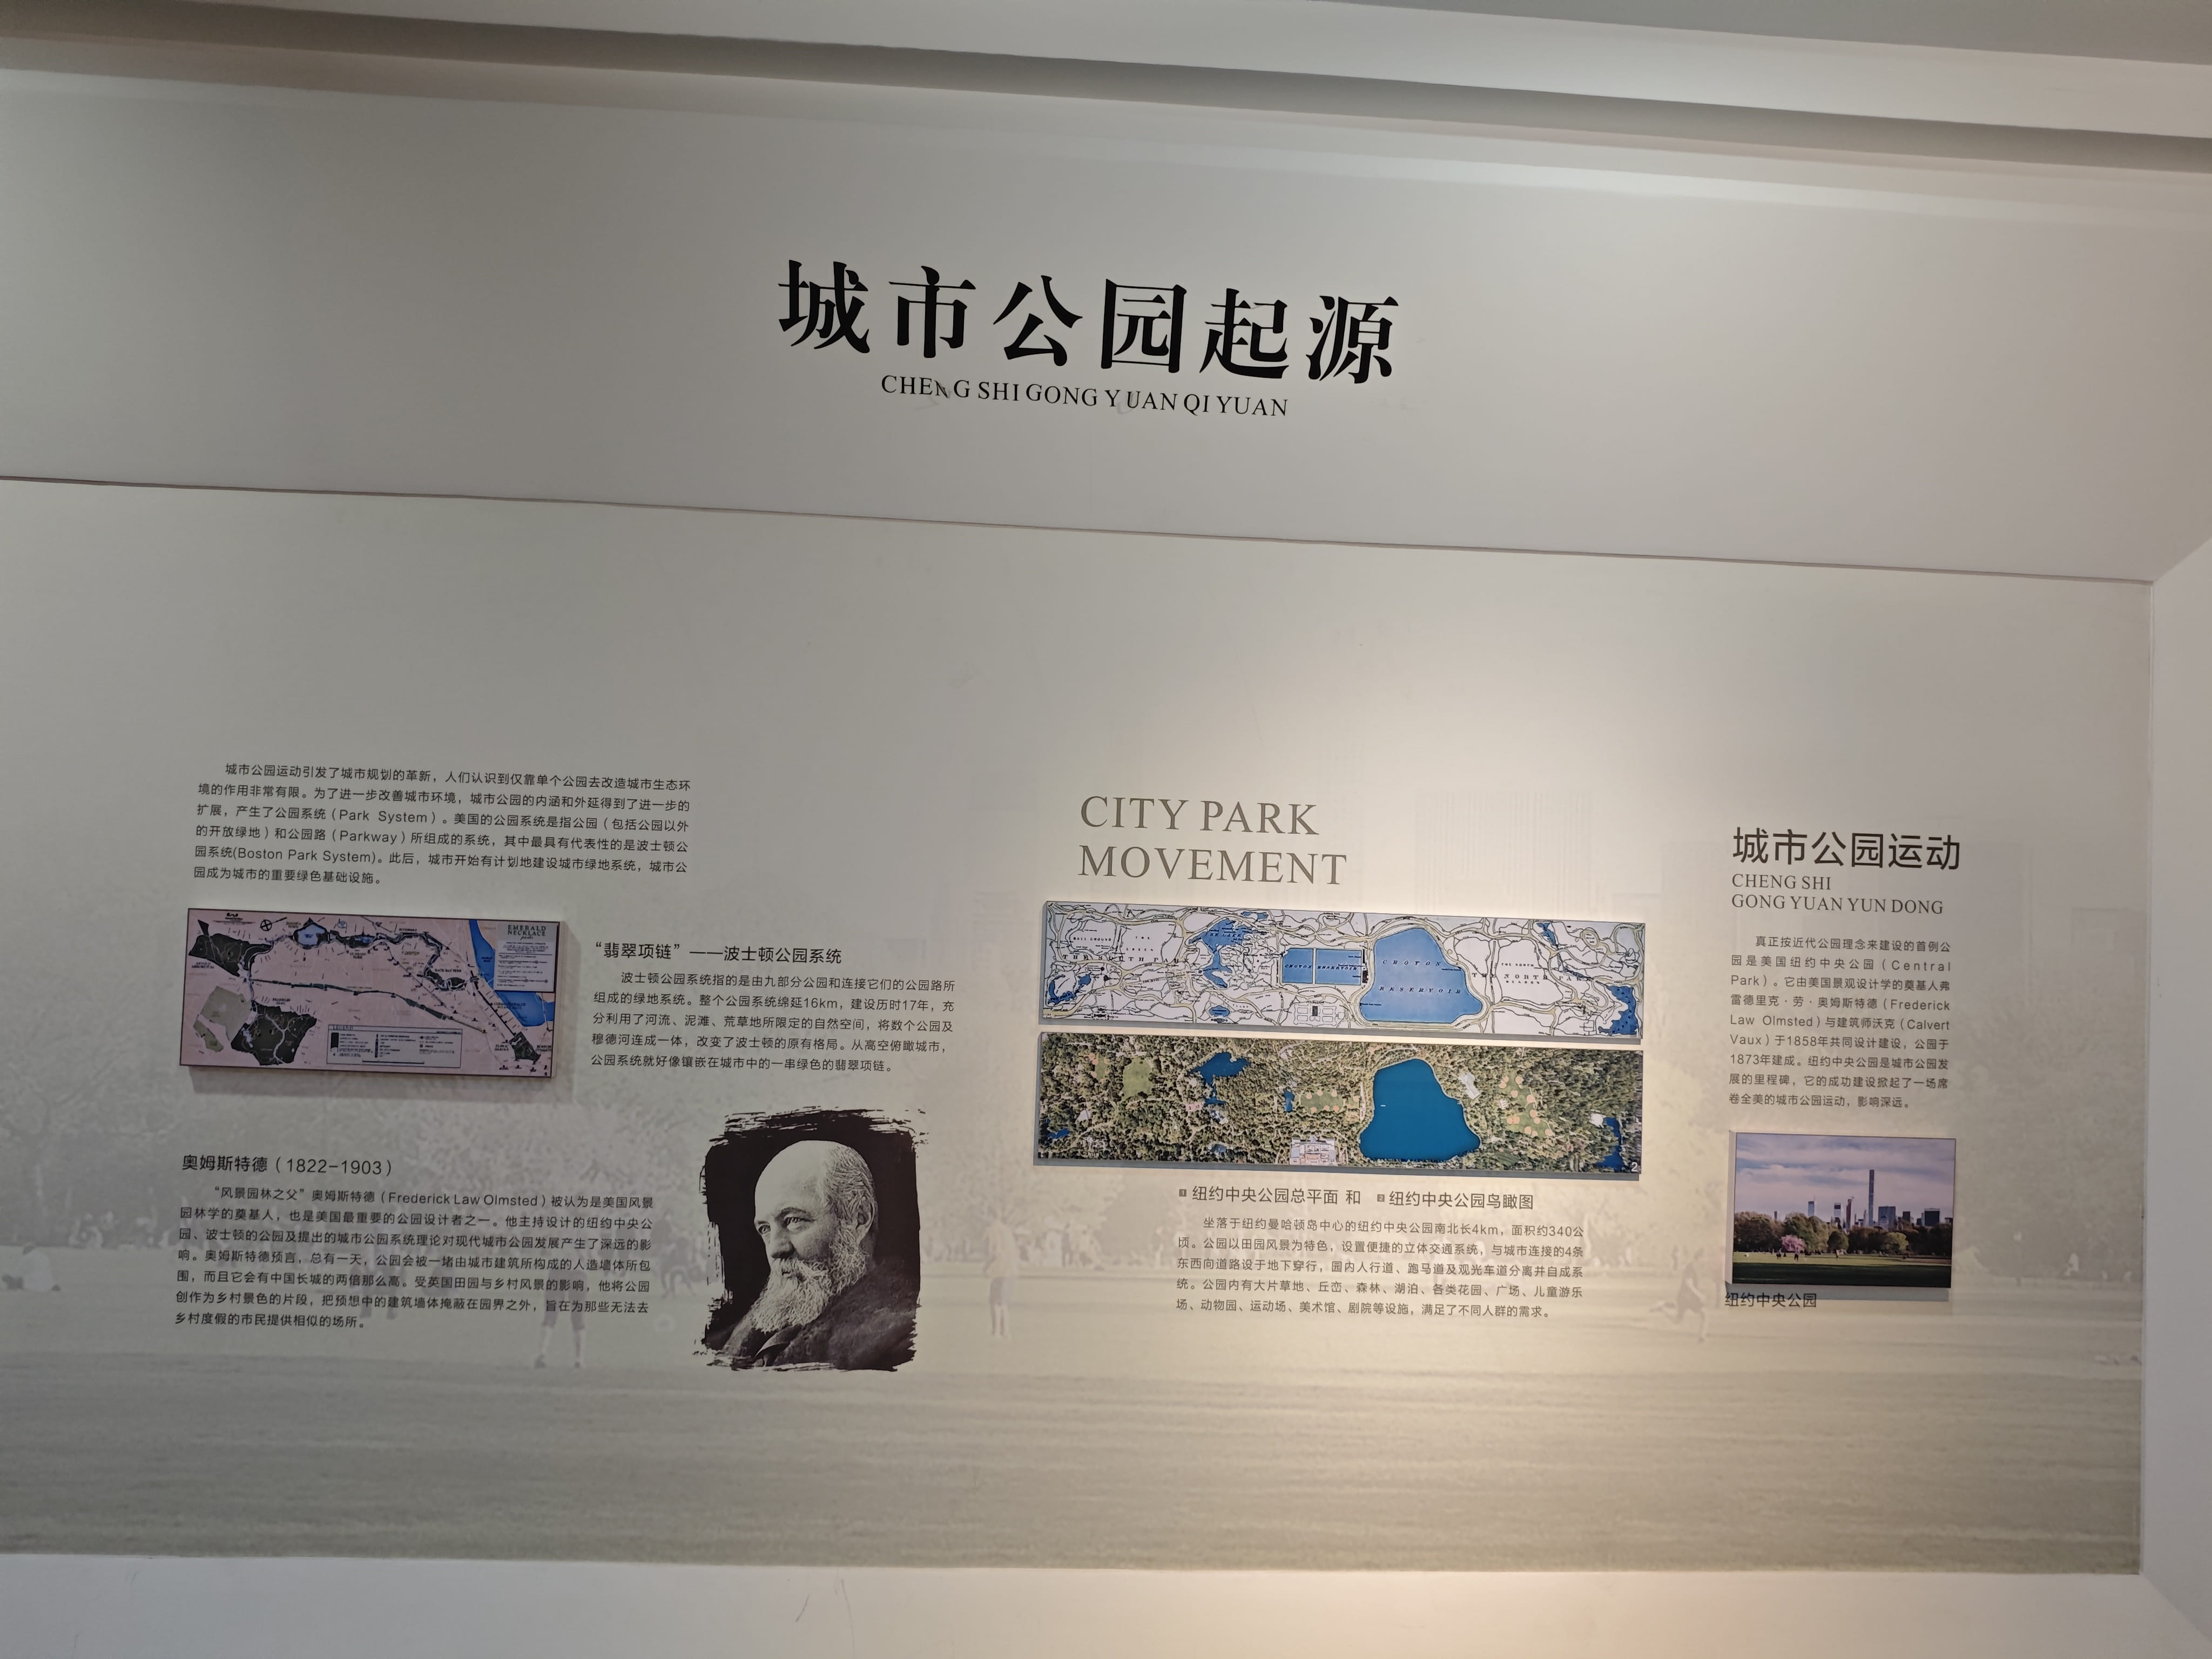 城市公园起源
CHENG SHI GONG YUAN QI YUAN
城市公园运动引发了城市规划的革新，人们认识到仅靠单个公园去改造城市生态环
境的作用非常有限。为了进一步改善城市环境，城市公园的内涵和外延得到了进一步的
扩展，产生了公园系统（Park System）。美国的公园系统是指公园（包括公园以外
的开放绿地）和公园路（Parkway）所组成的系统，其中最具有代表性的是波士顿公
园系统(Boston Park System)。此后，城市开始有计划地建设城市绿地系统，城市公
园成为城市的重要绿色基础设施。
EMERALD
NECKLACE
“翡翠项链”——波士顿公园系统
波士顿公园系统指的是由九部分公园和连接它们的公园路所
组成的绿地系统。整个公园系统绵延16km，建设历时17年，充
分利用了河流、泥滩、荒草地所限定的自然空间，将数个公园及
穆德河连成一体，改变了波士顿的原有格局。从高空俯瞰城市，
公园系统就好像镶嵌在城市中的一串绿色的翡翠项链。
奥姆斯特德（1822-1903）
“风景园林之父”奥姆斯特德（Frederick Law Olmsted）被认为是美国风景
园林学的奠基人，也是美国最重要的公园设计者之一。他主持设计的纽约中央公
园、波士顿的公园及提出的城市公园系统理论对现代城市公园发展产生了深远的影
响。奥姆斯特德预言，总有一天，公园会被一堵由城市建筑所构成的人造墙体所包
围，而且它会有中国长城的两倍那么高。受英国田园与乡村风景的影响，他将公园
创作为乡村景色的片段，把预想中的建筑墙体掩蔽在园界之外，旨在为那些无法去
乡村度假的市民提供相似的场所。
CITY PARK
MOVEMENT
CROTON RESERVOIR
CROTON
RESERVOIR
2
1 纽约中央公园总平面 和 2 纽约中央公园鸟瞰图
坐落于纽约曼哈顿岛中心的纽约中央公园南北长4km，面积约340公
顷。公园以田园风景为特色，设置便捷的立体交通系统，与城市连接的4条
东西向道路设于地下穿行，园内人行道、跑马道及观光车道分离并自成系
统。公园内有大片草地、丘峦、森林、湖泊、各类花园、广场、儿童游乐
场、动物园、运动场、美术馆、剧院等设施，满足了不同人群的需求。
城市公园运动
CHENG SHI
GONG YUAN YUN DONG
真正按近代公园理念来建设的首例公
园是美国纽约中央公园（Central
Park）。它由美国景观设计学的奠基人弗
雷德里克·劳·奥姆斯特德（Frederick
Law Olmsted）与建筑师沃克（Calvert
Vaux）于1858年共同设计建设，公园于
1873年建成。纽约中央公园是城市公园发
展的里程碑，它的成功建设掀起了一场席
卷全美的城市公园运动，影响深远。
纽约中央公园